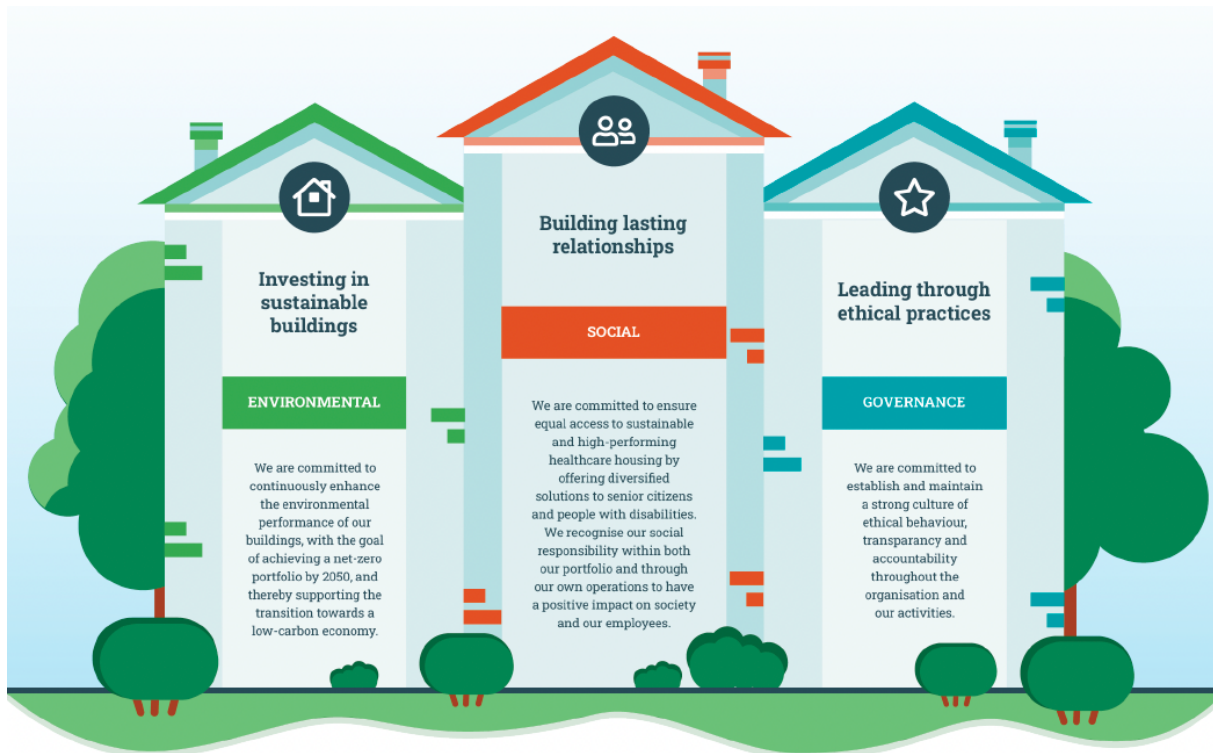 Investing in
sustainable
buildings
ENVIRONMENTAL
We are committed to
continuously enhance
the environmental
performance of our
buildings, with the goal
of achieving a net-zero
portfolio by 2050, and
thereby supporting the
transition towards a
low-carbon economy.
Building lasting
relationships
SOCIAL
We are committed to ensure
equal access to sustainable
and high-performing
healthcare housing by
offering diversified
solutions to senior citizens
and people with disabilities.
We recognise our social
responsibility within both
our portfolio and through
our own operations to have
a positive impact on society
and our employees.
Leading through
ethical practices
GOVERNANCE
We are committed to
establish and maintain
a strong culture of
ethical behaviour,
transparancy and
accountability
throughout the
organisation and
our activities.